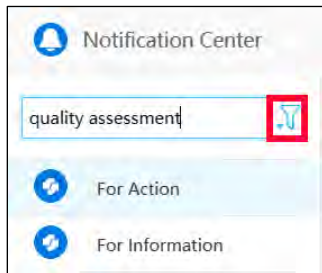 Notification Center
quality assessment
For Action
For Information